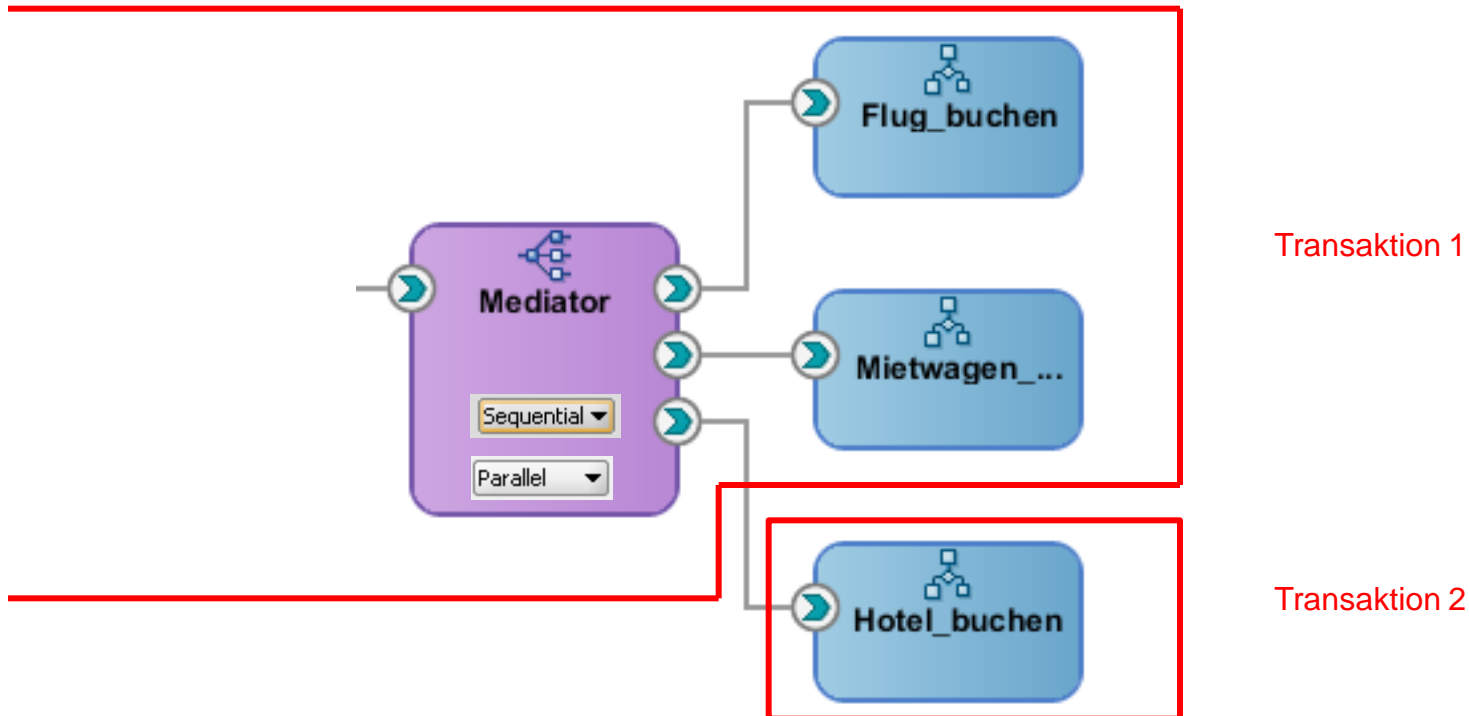 Flug_buchen
Transaktion 1
Mediator
Mietwagen_...
Sequential
Parallel
Hotel_buchen
Transaktion 2